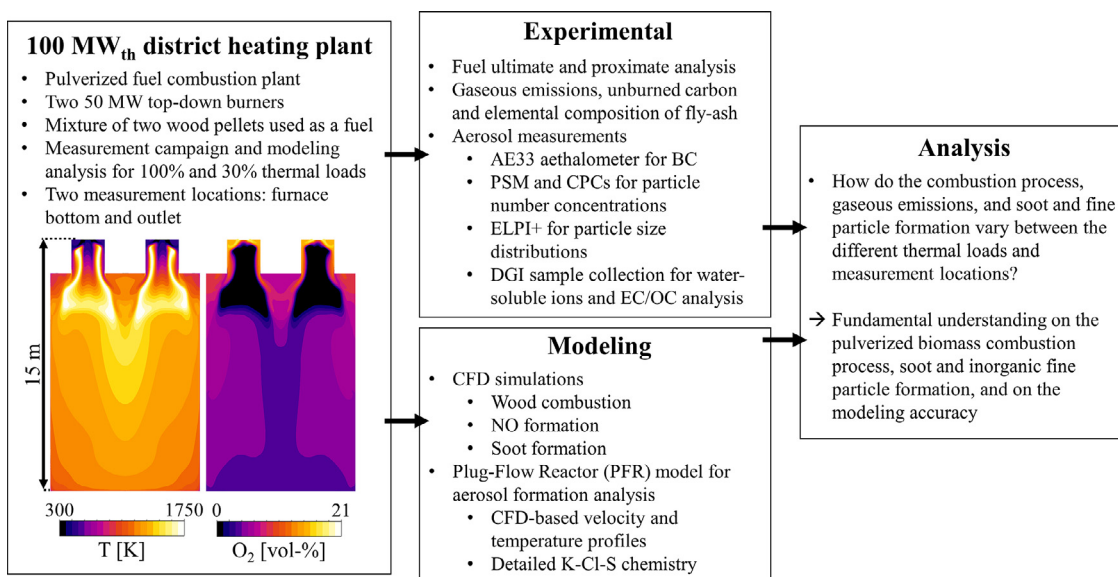 100 MWth district heating plant
• Pulverized fuel combustion plant
• Two 50 MW top-down burners
• Mixture of two wood pellets used as a fuel
• Measurement campaign and modeling
analysis for 100% and 30% thermal loads
• Two measurement locations: furnace
bottom and outlet
15 m
300 1750
T [K]
0 21
O2 [vol-%]
Experimental
• Fuel ultimate and proximate analysis
• Gaseous emissions, unburned carbon
and elemental composition of fly-ash
• Aerosol measurements
• AE33 aethalometer for BC
• PSM and CPCs for particle
number concentrations
• ELPI+ for particle size
distributions
• DGI sample collection for water-
soluble ions and EC/OC analysis
Modeling
• CFD simulations
• Wood combustion
• NO formation
• Soot formation
• Plug-Flow Reactor (PFR) model for
aerosol formation analysis
• CFD-based velocity and
temperature profiles
• Detailed K-Cl-S chemistry
Analysis
• How do the combustion process,
gaseous emissions, and soot and fine
particle formation vary between the
different thermal loads and
measurement locations?
→ Fundamental understanding on the
pulverized biomass combustion
process, soot and inorganic fine
particle formation, and on the
modeling accuracy